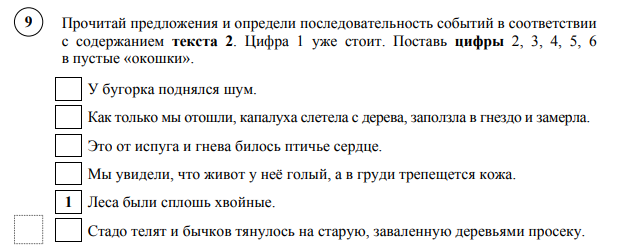 9 Прочитай предложения и определи последовательность событий в соответствии
с содержанием текста 2. Цифра 1 уже стоит. Поставь цифры 2, 3, 4, 5, 6
в пустые «окошки».
У бугорка поднялся шум.
Как только мы отошли, капалуха слетела с дерева, заползла в гнездо и замерла.
Это от испуга и гнева билось птичье сердце.
Мы увидели, что живот у неё голый, а в груди трепещется кожа.
1 Леса были сплошь хвойные.
Стадо телят и бычков тянулось на старую, заваленную деревьями просеку.